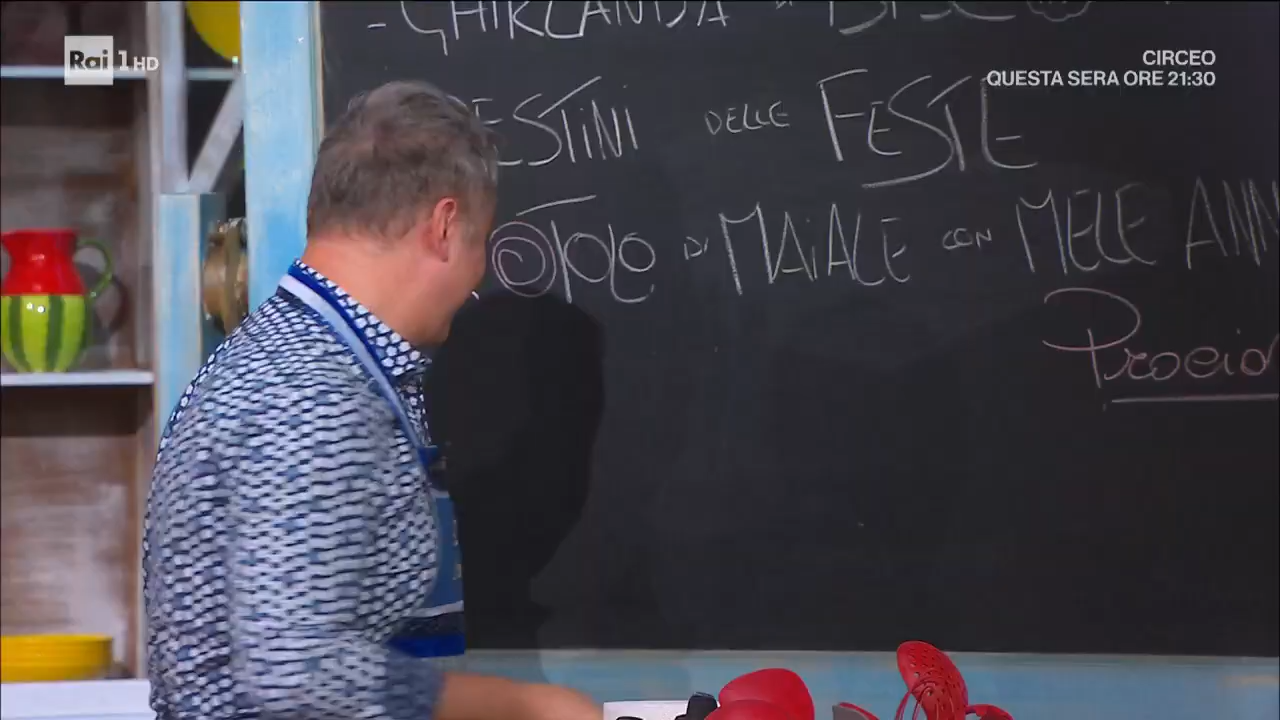 Rai 1 HD
CIRCEO
QUESTA SERA ORE 21:30
- GHIRLANDA di
ESTINI DELLE FESTE
DI MAIALE CON MELE ANN
Procid